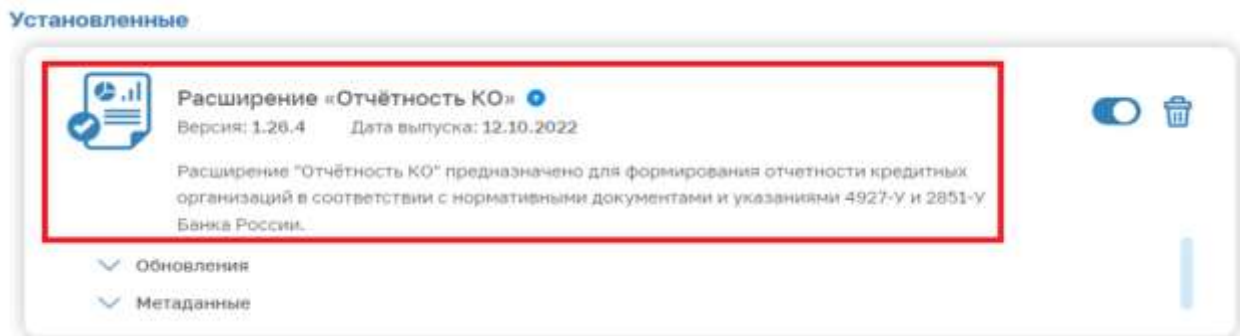 Установленные
Расширение «Отчётность КО»
Версия: 1.26.4 Дата выпуска: 12.10.2022
Расширение "Отчётность КО" предназначено для формирования отчетности кредитных
организаций в соответствии с нормативными документами и указаниями 4927-У и 2851-У
Банка России.
Обновления
Метаданные